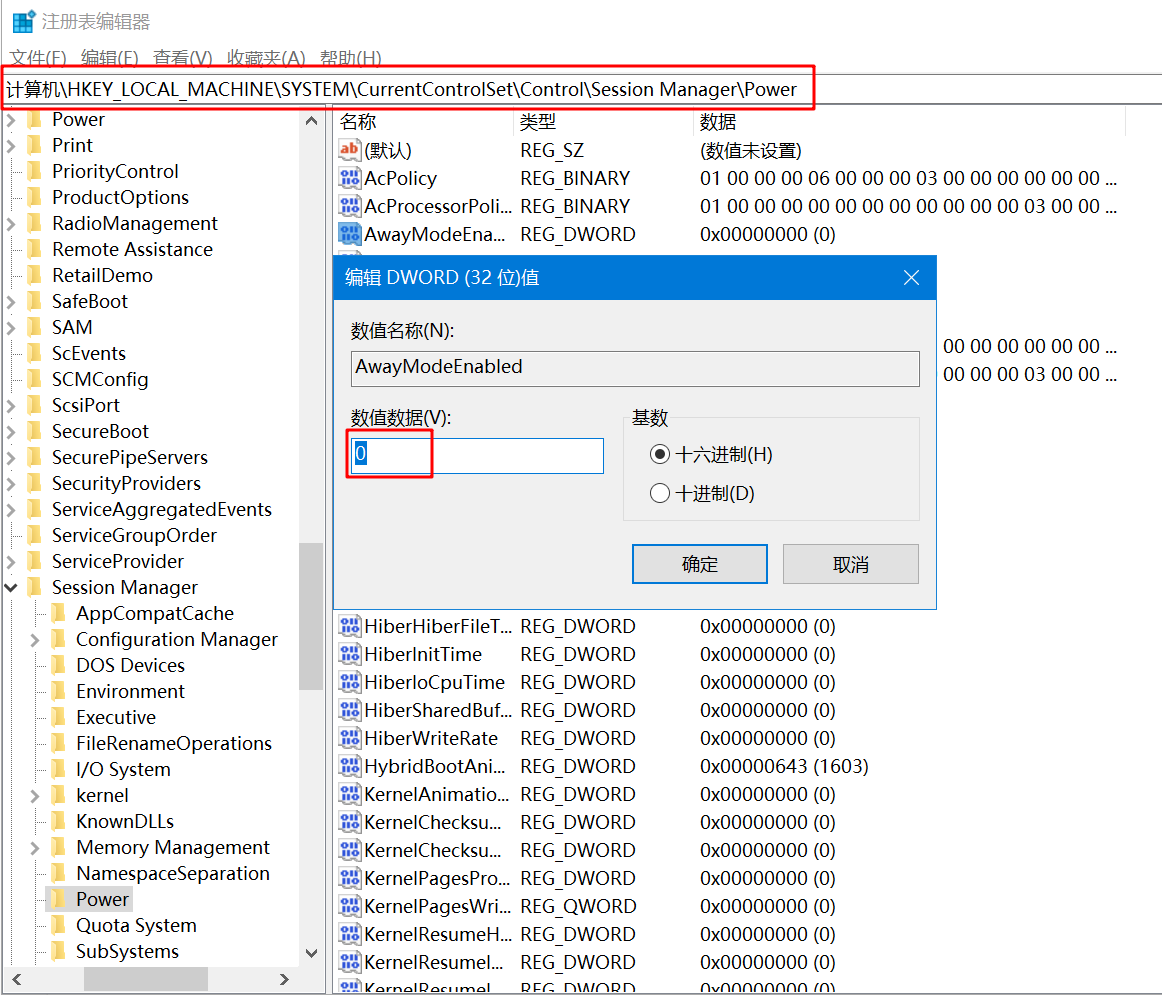 注册表编辑器
文件(F) 编辑(E) 查看(V) 收藏夹(A) 帮助(H)
计算机\HKEY_LOCAL_MACHINE\SYSTEM\CurrentControlSet\Control\Session Manager\Power
Power
Print
PriorityControl
ProductOptions
RadioManagement
Remote Assistance
RetailDemo
SafeBoot
SAM
ScEvents
SCMConfig
ScsiPort
SecureBoot
SecurePipeServers
SecurityProviders
ServiceAggregatedEvents
ServiceGroupOrder
ServiceProvider
Session Manager
AppCompatCache
Configuration Manager
DOS Devices
Environment
Executive
FileRenameOperations
I/O System
kernel
KnownDLLs
Memory Management
NamespaceSeparation
Power
Quota System
SubSystems
名称 类型 数据
ab (默认) REG_SZ (数值未设置)
AcPolicy REG_BINARY 01 00 00 00 06 00 00 00 03 00 00 00 00 00 00 ...
AcProcessorPoli... REG_BINARY 01 00 00 00 00 00 00 00 00 00 00 00 03 00 00 ...
AwayModeEna... REG_DWORD 0x00000000 (0)
编辑 DWORD (32 位)值
数值名称(N):
AwayModeEnabled
数值数据(V):
0
基数
十六进制(H)
十进制(D)
确定 取消
00 00 00 00 00 00 ...
00 00 00 03 00 00 ...
HiberHiberFileT... REG_DWORD 0x00000000 (0)
HiberInitTime REG_DWORD 0x00000000 (0)
HiberIoCpuTime REG_DWORD 0x00000000 (0)
HiberSharedBuf... REG_DWORD 0x00000000 (0)
HiberWriteRate REG_DWORD 0x00000000 (0)
HybridBootAni... REG_DWORD 0x00000643 (1603)
KernelAnimatio... REG_DWORD 0x00000000 (0)
KernelChecksu... REG_DWORD 0x00000000 (0)
KernelChecksu... REG_DWORD 0x00000000 (0)
KernelPagesPro... REG_QWORD 0x00000000 (0)
KernelPagesWri... REG_QWORD 0x00000000 (0)
KernelResumeH... REG_DWORD 0x00000000 (0)
KernelResumeI... REG_DWORD 0x00000000 (0)
KernelResumeI REG_DWORD 0x00000000 (0)